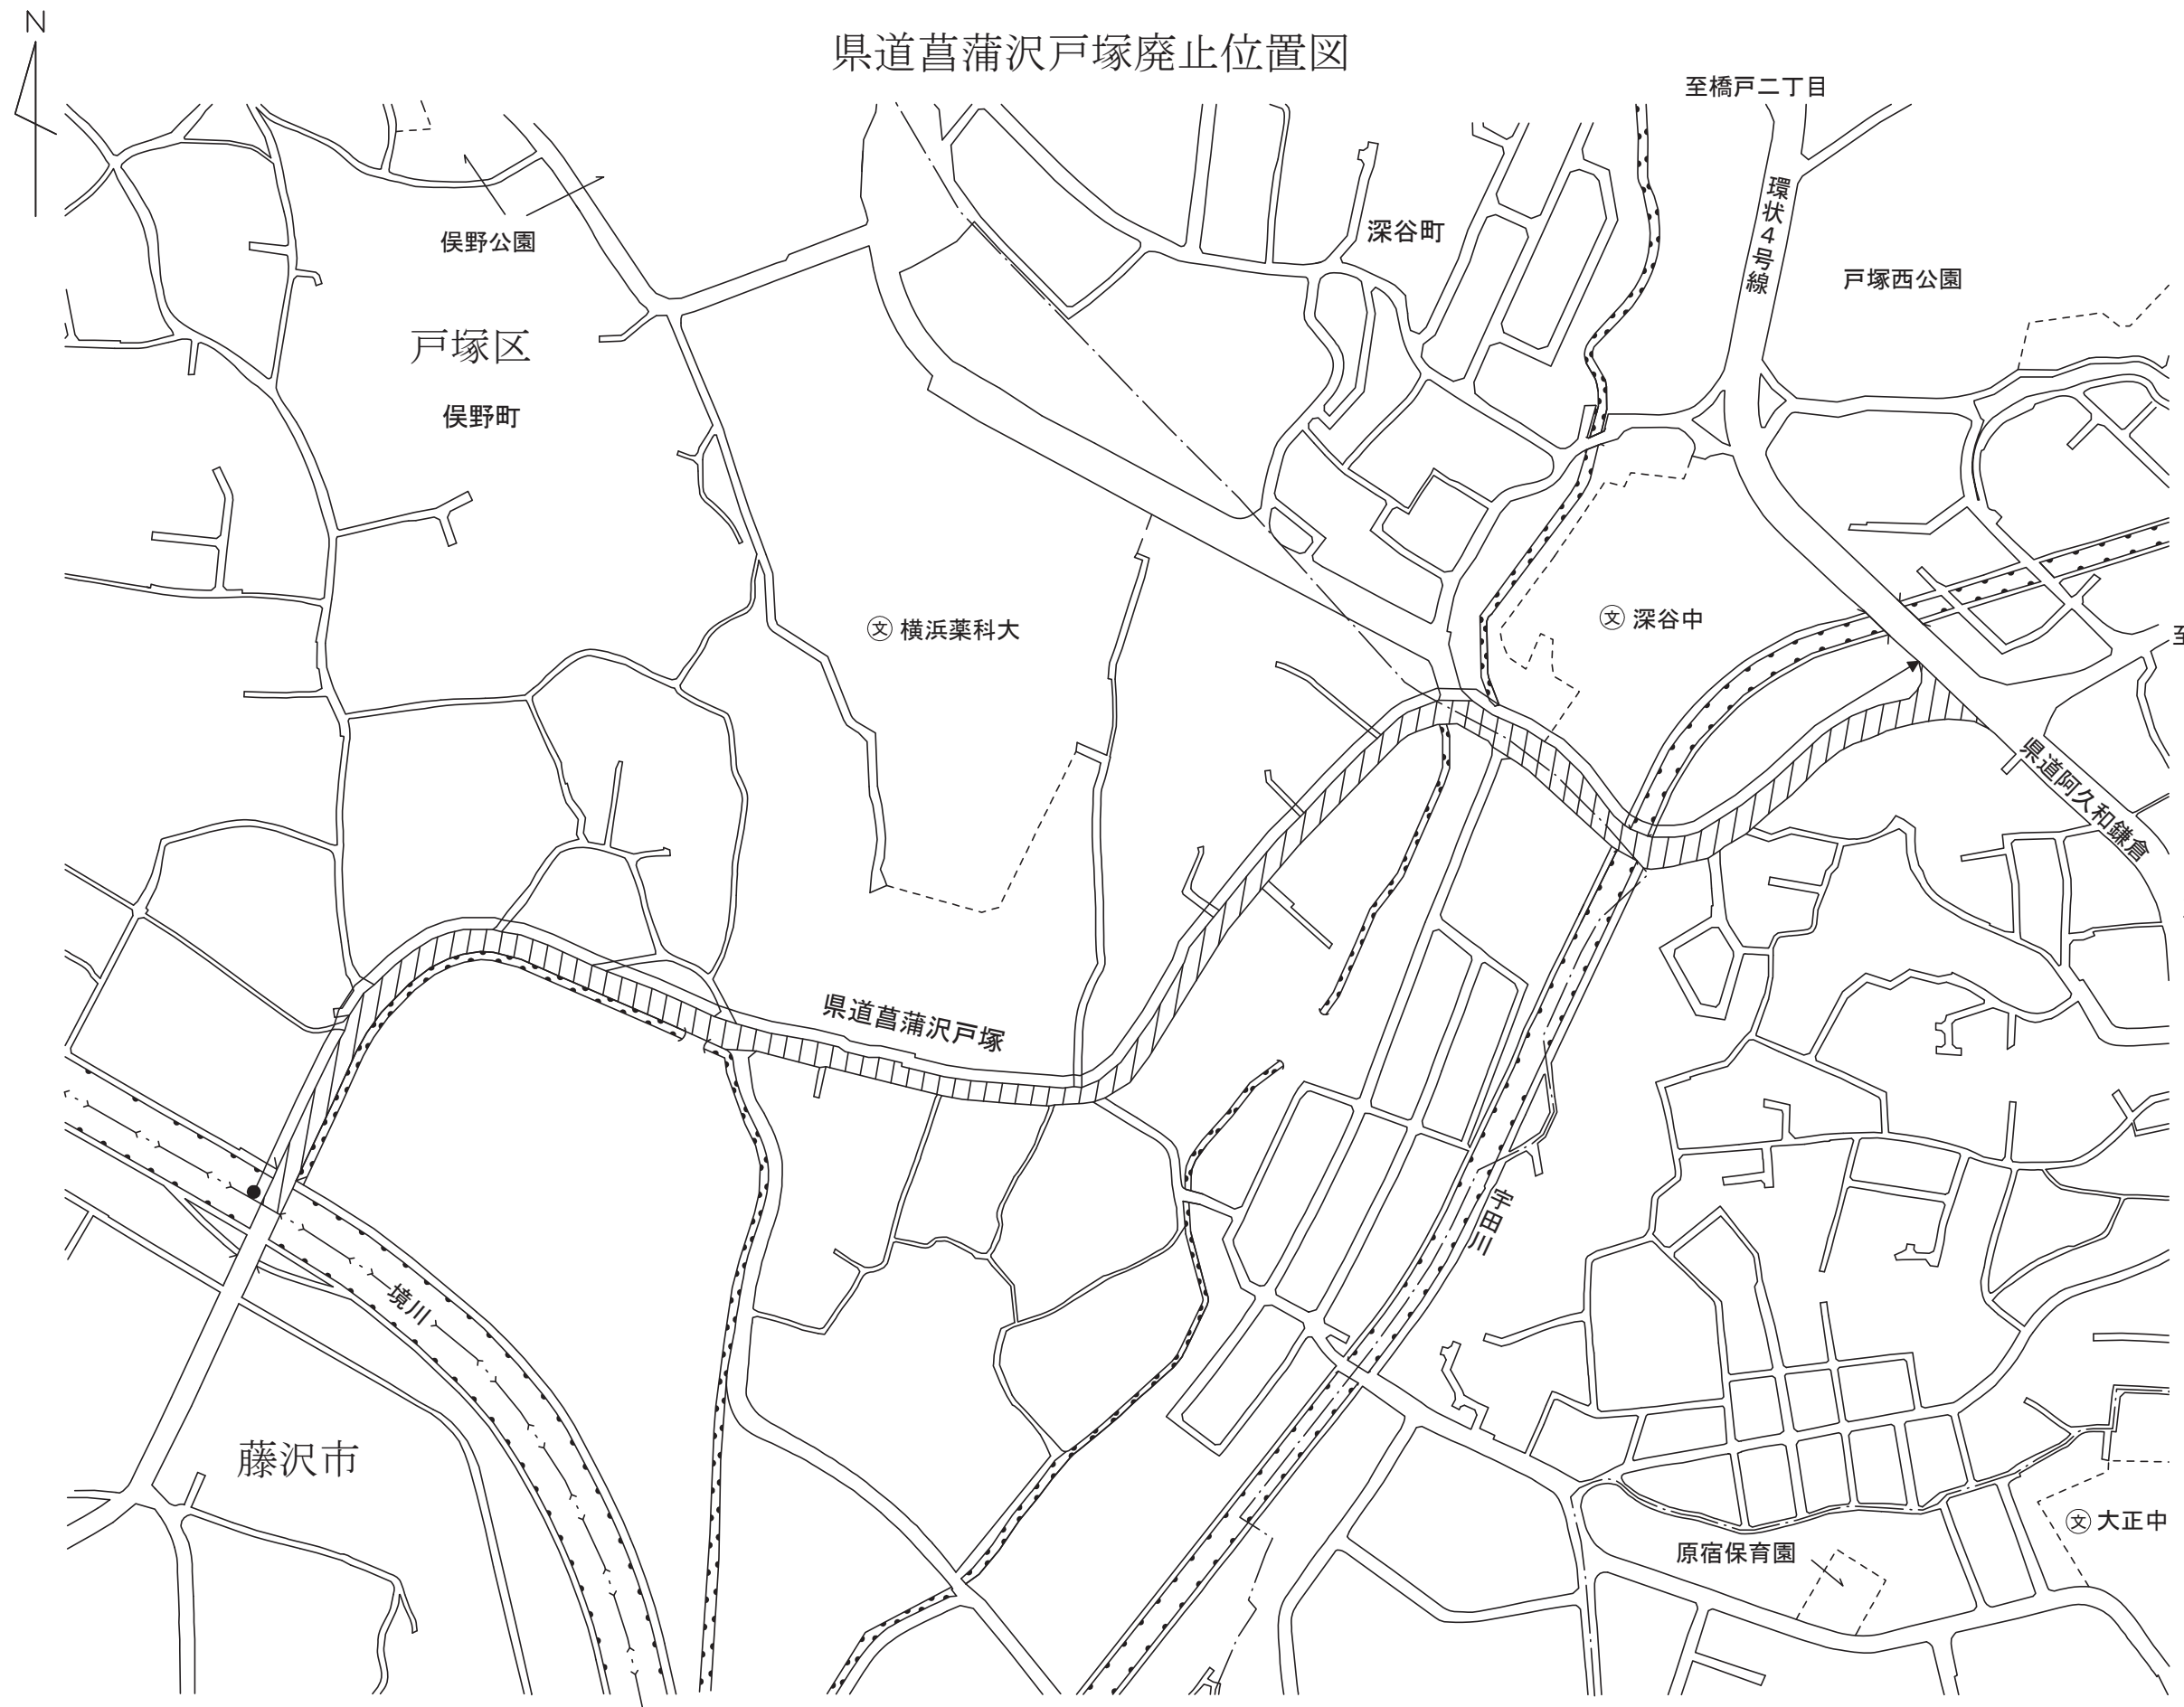 N
県道菖蒲沢戸塚廃止位置図
至橋戸二丁目
環状4号線
深谷町
俣野公園
戸塚西公園
戸塚区
俣野町
文 横浜薬科大
文 深谷中
至
県道阿久和鎌倉
県道菖蒲沢戸塚
宇田川
境川
藤沢市
文 大正中
原宿保育園